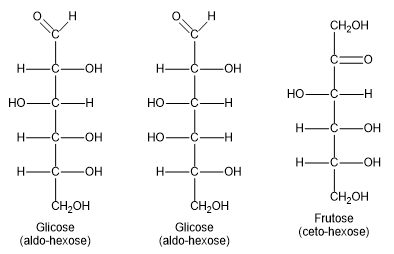 O H
C
H C OH
HO C H
H C OH
H C OH
CH₂OH
Glicose
(aldo-hexose)
O H
C
H C OH
HO C H
HO C H
H C OH
CH₂OH
Glicose
(aldo-hexose)
CH₂OH
C O
HO C H
H C OH
H C OH
CH₂OH
Frutose
(ceto-hexose)